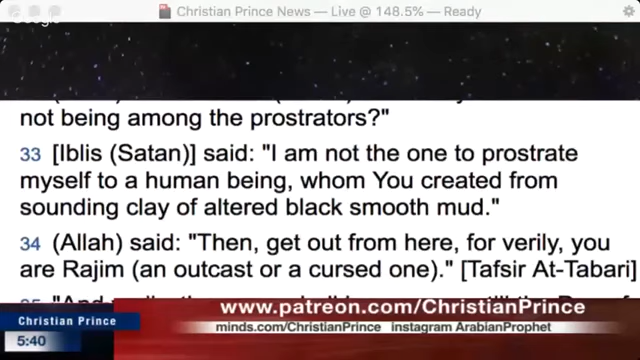 Christian Prince News — Live @ 148.5% — Ready
Google
not being among the prostrators?"
33 [Iblis (Satan)] said: "I am not the one to prostrate
myself to a human being, whom You created from
sounding clay of altered black smooth mud."
34 (Allah) said: "Then, get out from here, for verily, you
are Rajim (an outcast or a cursed one)." [Tafsir At-Tabari]
www.patreon.com/ChristianPrince
Christian Prince
minds.com/ChristianPrince instagram ArabianProphet
5:40